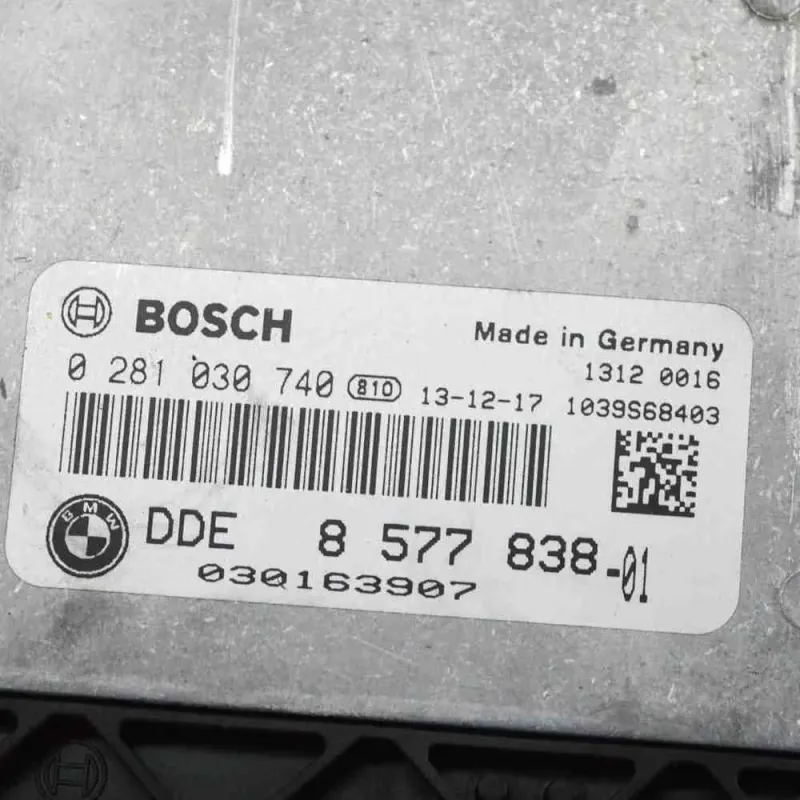 BOSCH
Made in Germany
1312 0016
0 281 030 740 810 13-12-17 1039S68403
BMW
DDE 8 577 838-01
030163907